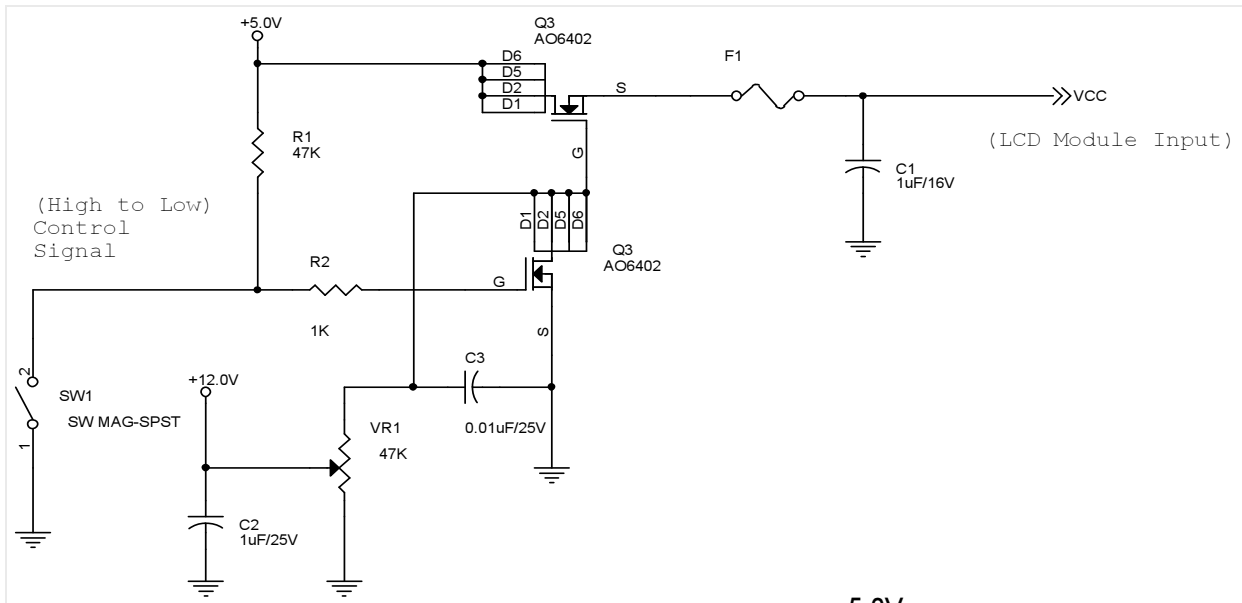 +5.0V
Q3
AO6402
D6
D5
D2
D1
S
G
F1
VCC
(LCD Module Input)
R1
47K
C1
1uF/16V
(High to Low)
Control
Signal
D1
D2
D5
D6
Q3
AO6402
R2
1K
G
S
2
SW1
SW MAG-SPST
1
+12.0V
C3
0.01uF/25V
VR1
47K
C2
1uF/25V
5.0V